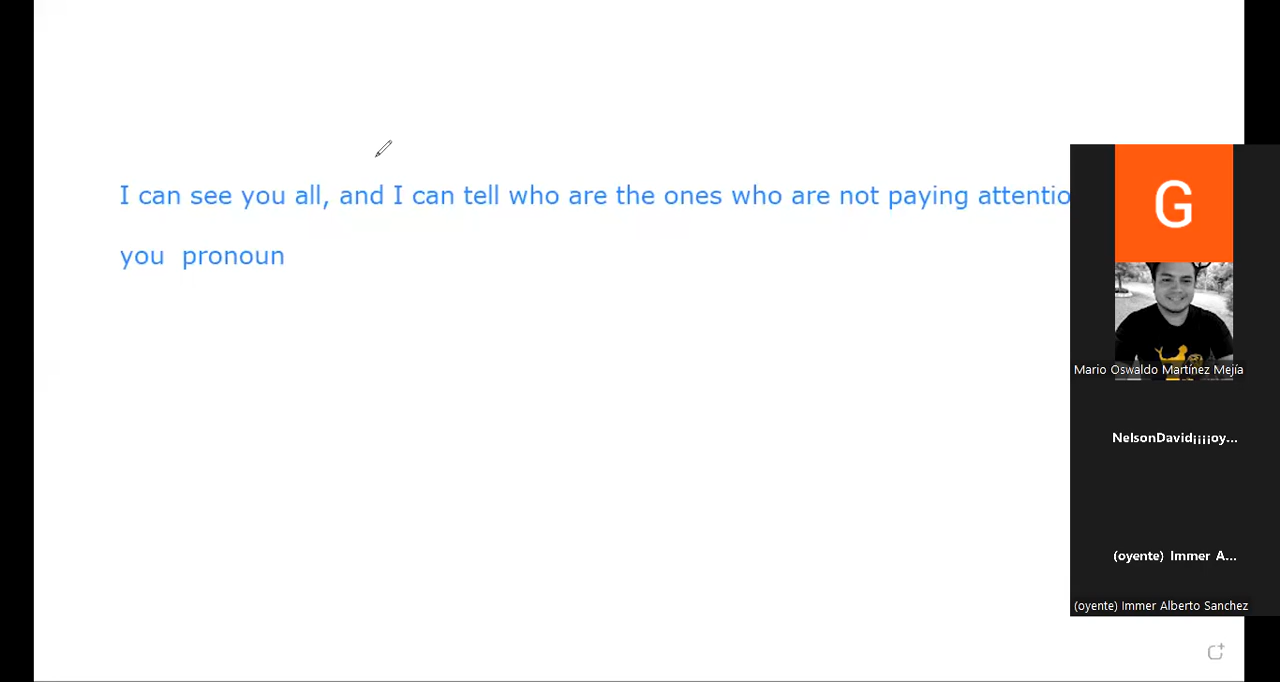 I can see you all, and I can tell who are the ones who are not paying attentio
you pronoun
G
Mario Oswaldo Martínez Mejía
NelsonDavid¡¡¡¡oy...
(oyente) Immer A...
(oyente) Immer Alberto Sanchez